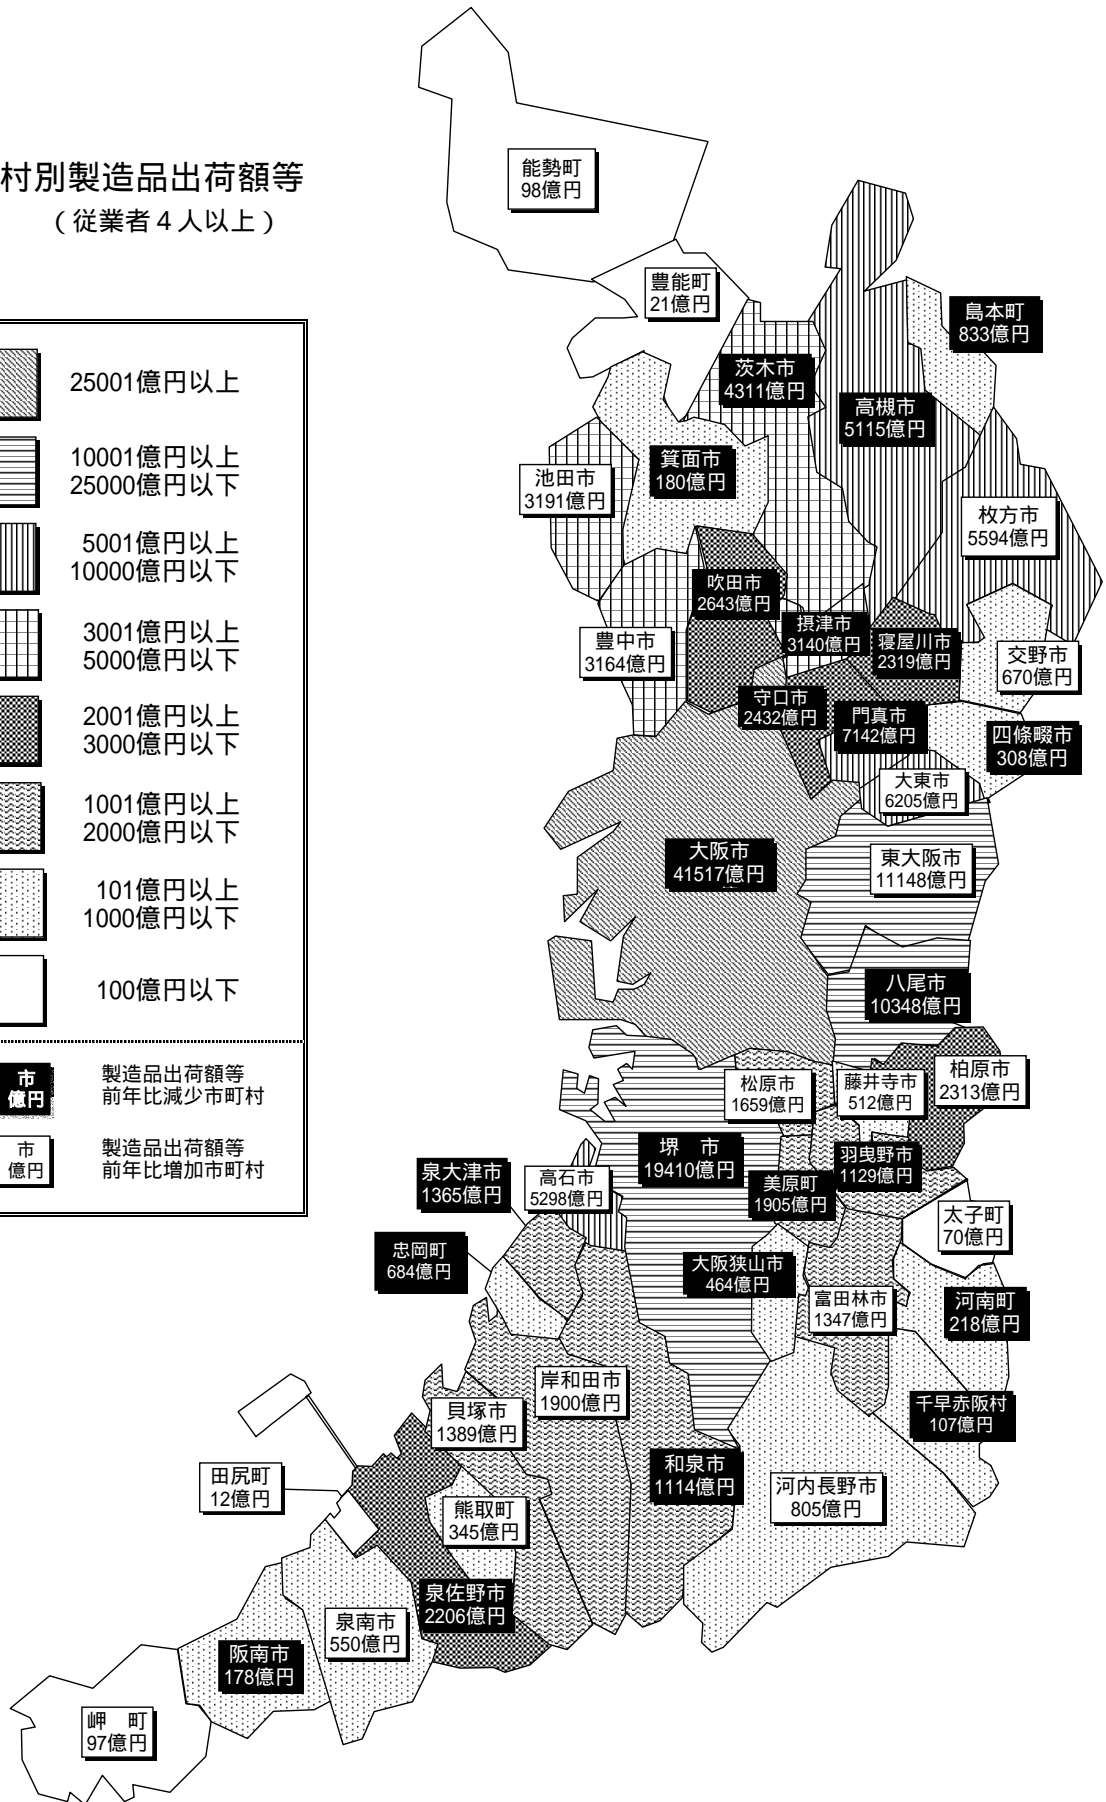 村別製造品出荷額等
（従業者４人以上）
25001億円以上
10001億円以上
25000億円以下
5001億円以上
10000億円以下
3001億円以上
5000億円以下
2001億円以上
3000億円以下
1001億円以上
2000億円以下
101億円以上
1000億円以下
100億円以下
市
億円
製造品出荷額等
前年比減少市町村
市
億円
製造品出荷額等
前年比増加市町村
能勢町
98億円
豊能町
21億円
島本町
833億円
茨木市
4311億円
高槻市
5115億円
箕面市
180億円
池田市
3191億円
枚方市
5594億円
吹田市
2643億円
摂津市
3140億円
寝屋川市
2319億円
豊中市
3164億円
交野市
670億円
守口市
2432億円
門真市
7142億円
四條畷市
308億円
大東市
6205億円
大阪市
41517億円
東大阪市
11148億円
八尾市
10348億円
松原市
1659億円
藤井寺市
512億円
柏原市
2313億円
堺　市
19410億円
羽曳野市
1129億円
泉大津市
1365億円
高石市
5298億円
美原町
1905億円
太子町
70億円
忠岡町
684億円
大阪狭山市
464億円
富田林市
1347億円
河南町
218億円
岸和田市
1900億円
千早赤阪村
107億円
貝塚市
1389億円
和泉市
1114億円
河内長野市
805億円
田尻町
12億円
熊取町
345億円
泉佐野市
2206億円
泉南市
550億円
阪南市
178億円
岬　町
97億円